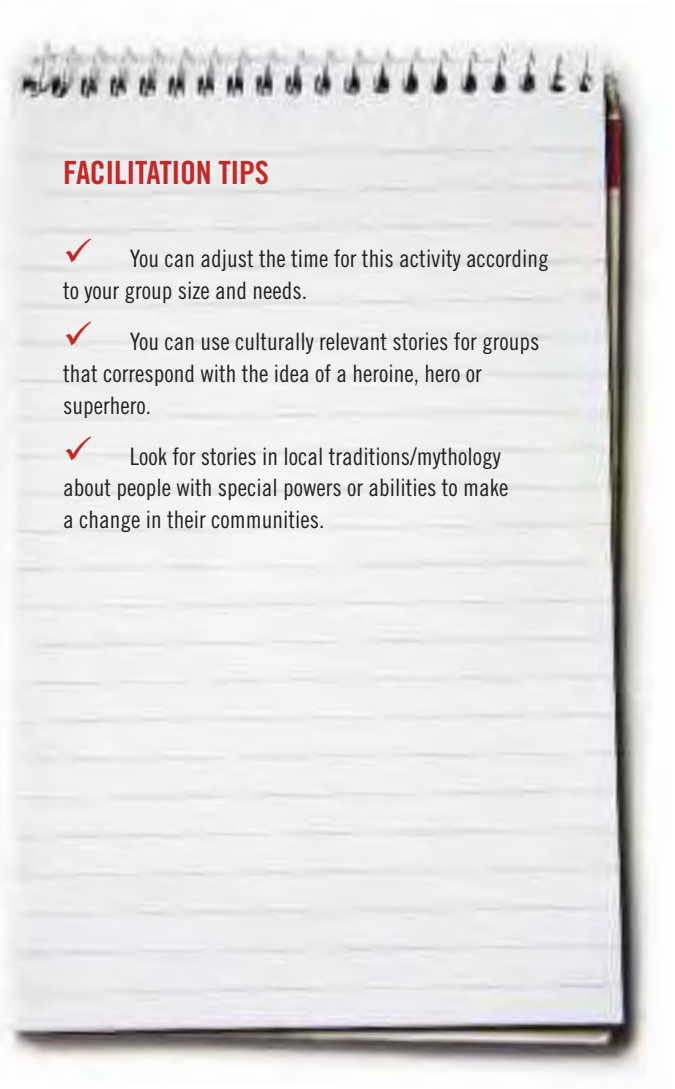 FACILITATION TIPS
✓ You can adjust the time for this activity according
to your group size and needs.
✓ You can use culturally relevant stories for groups
that correspond with the idea of a heroine, hero or
superhero.
✓ Look for stories in local traditions/mythology
about people with special powers or abilities to make
a change in their communities.